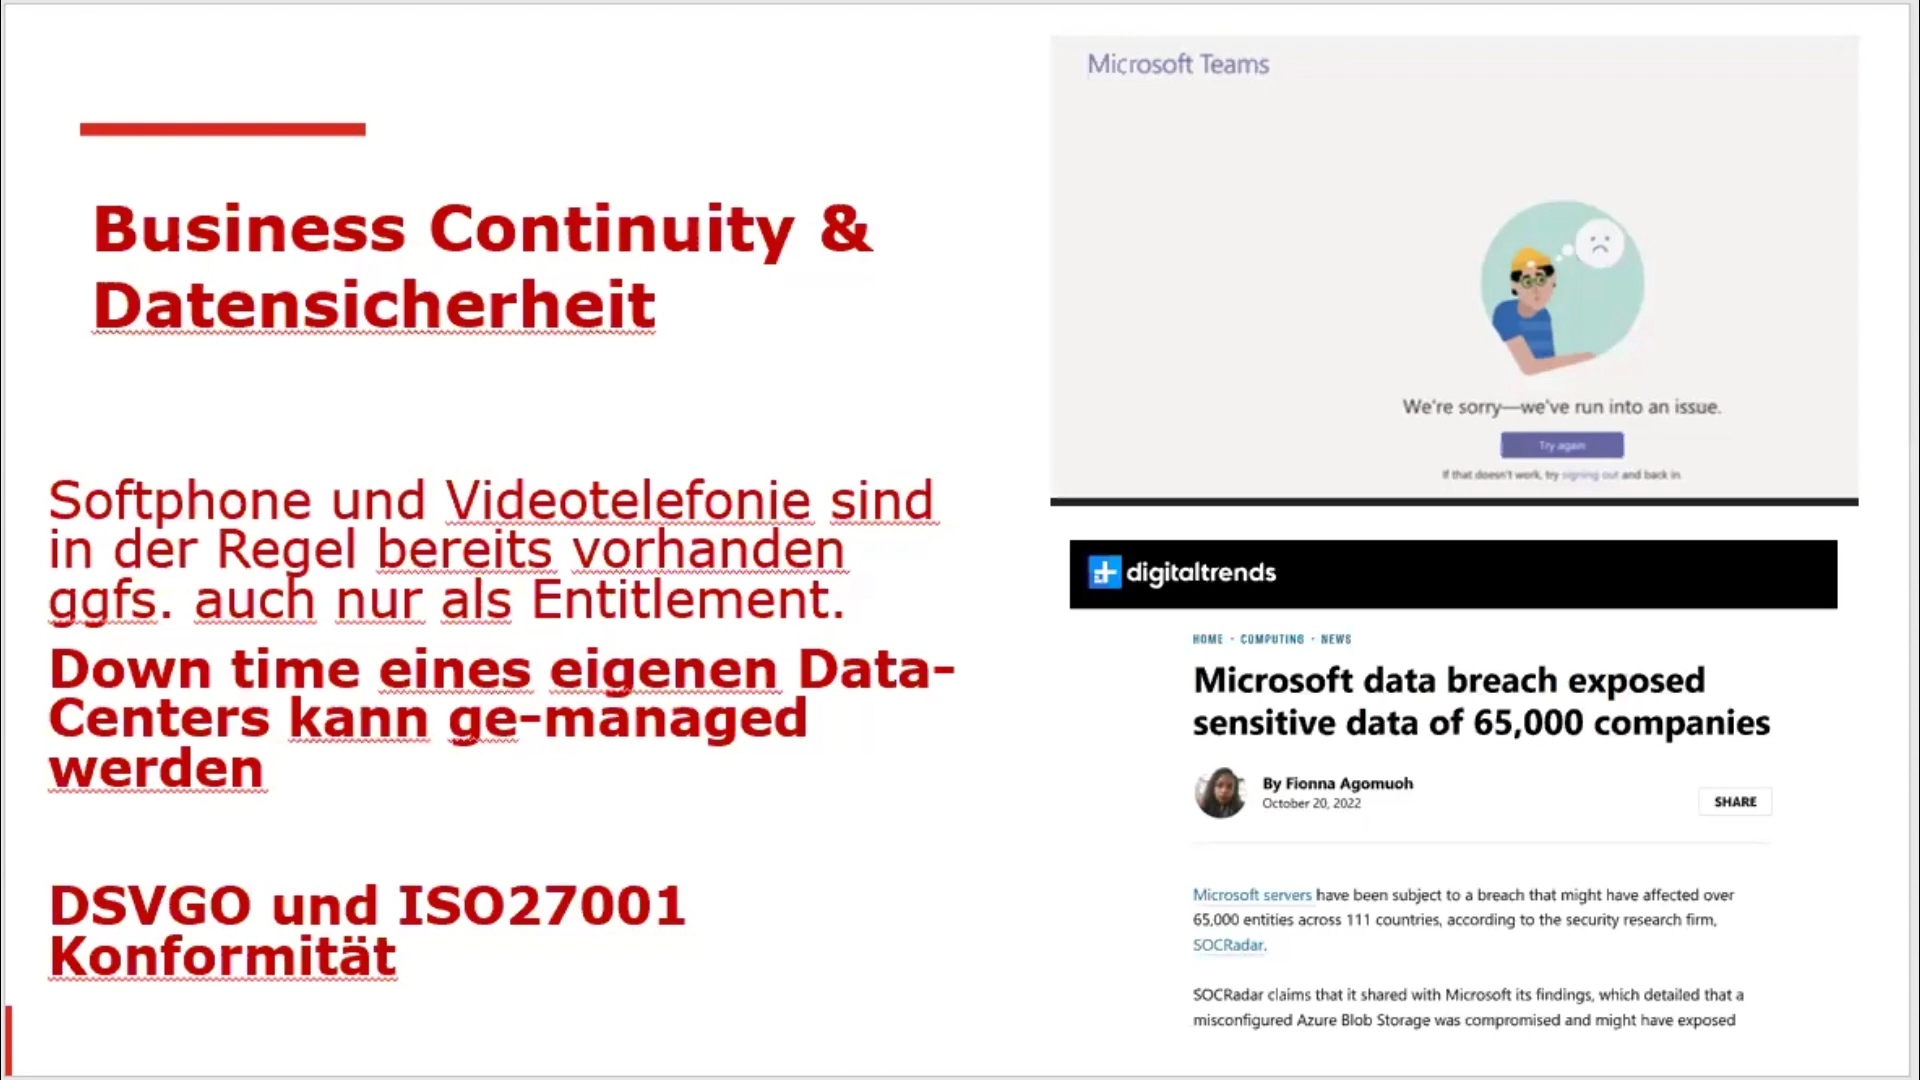 Business Continuity &
Datensicherheit
Softphone und Videotelefonie sind
in der Regel bereits vorhanden
ggfs. auch nur als Entitlement.
Down time eines eigenen Data-
Centers kann ge-managed
werden
DSVGO und ISO27001
Konformität
Microsoft Teams
We're sorry—we've run into an issue.
Try again
If that doesn't work, try signing out and back in.
digitaltrends
HOME · COMPUTING · NEWS
Microsoft data breach exposed
sensitive data of 65,000 companies
By Fionna Agomuoh
October 20, 2022
SHARE
Microsoft servers have been subject to a breach that might have affected over
65,000 entities across 111 countries, according to the security research firm,
SOCRadar.
SOCRadar claims that it shared with Microsoft its findings, which detailed that a
misconfigured Azure Blob Storage was compromised and might have exposed